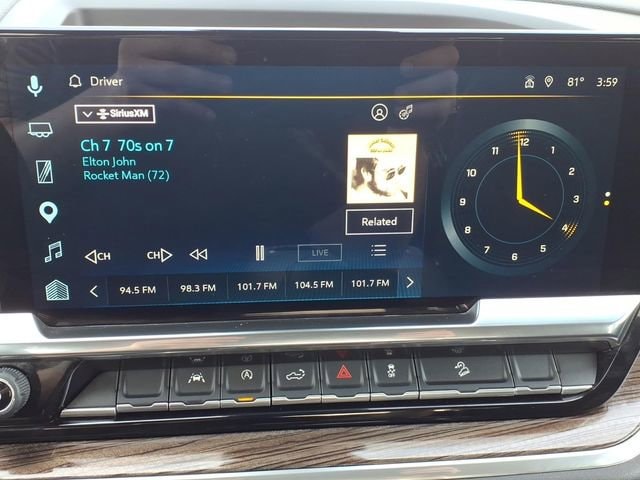 Driver 81° 3:59
SiriusXM
Ch 7 70s on 7
Elton John
Rocket Man (72)
Related
CH CH LIVE
94.5 FM 98.3 FM 101.7 FM 104.5 FM 101.7 FM
12
11 1
10 2
9 3
8 4
7 5
6
A
OFF